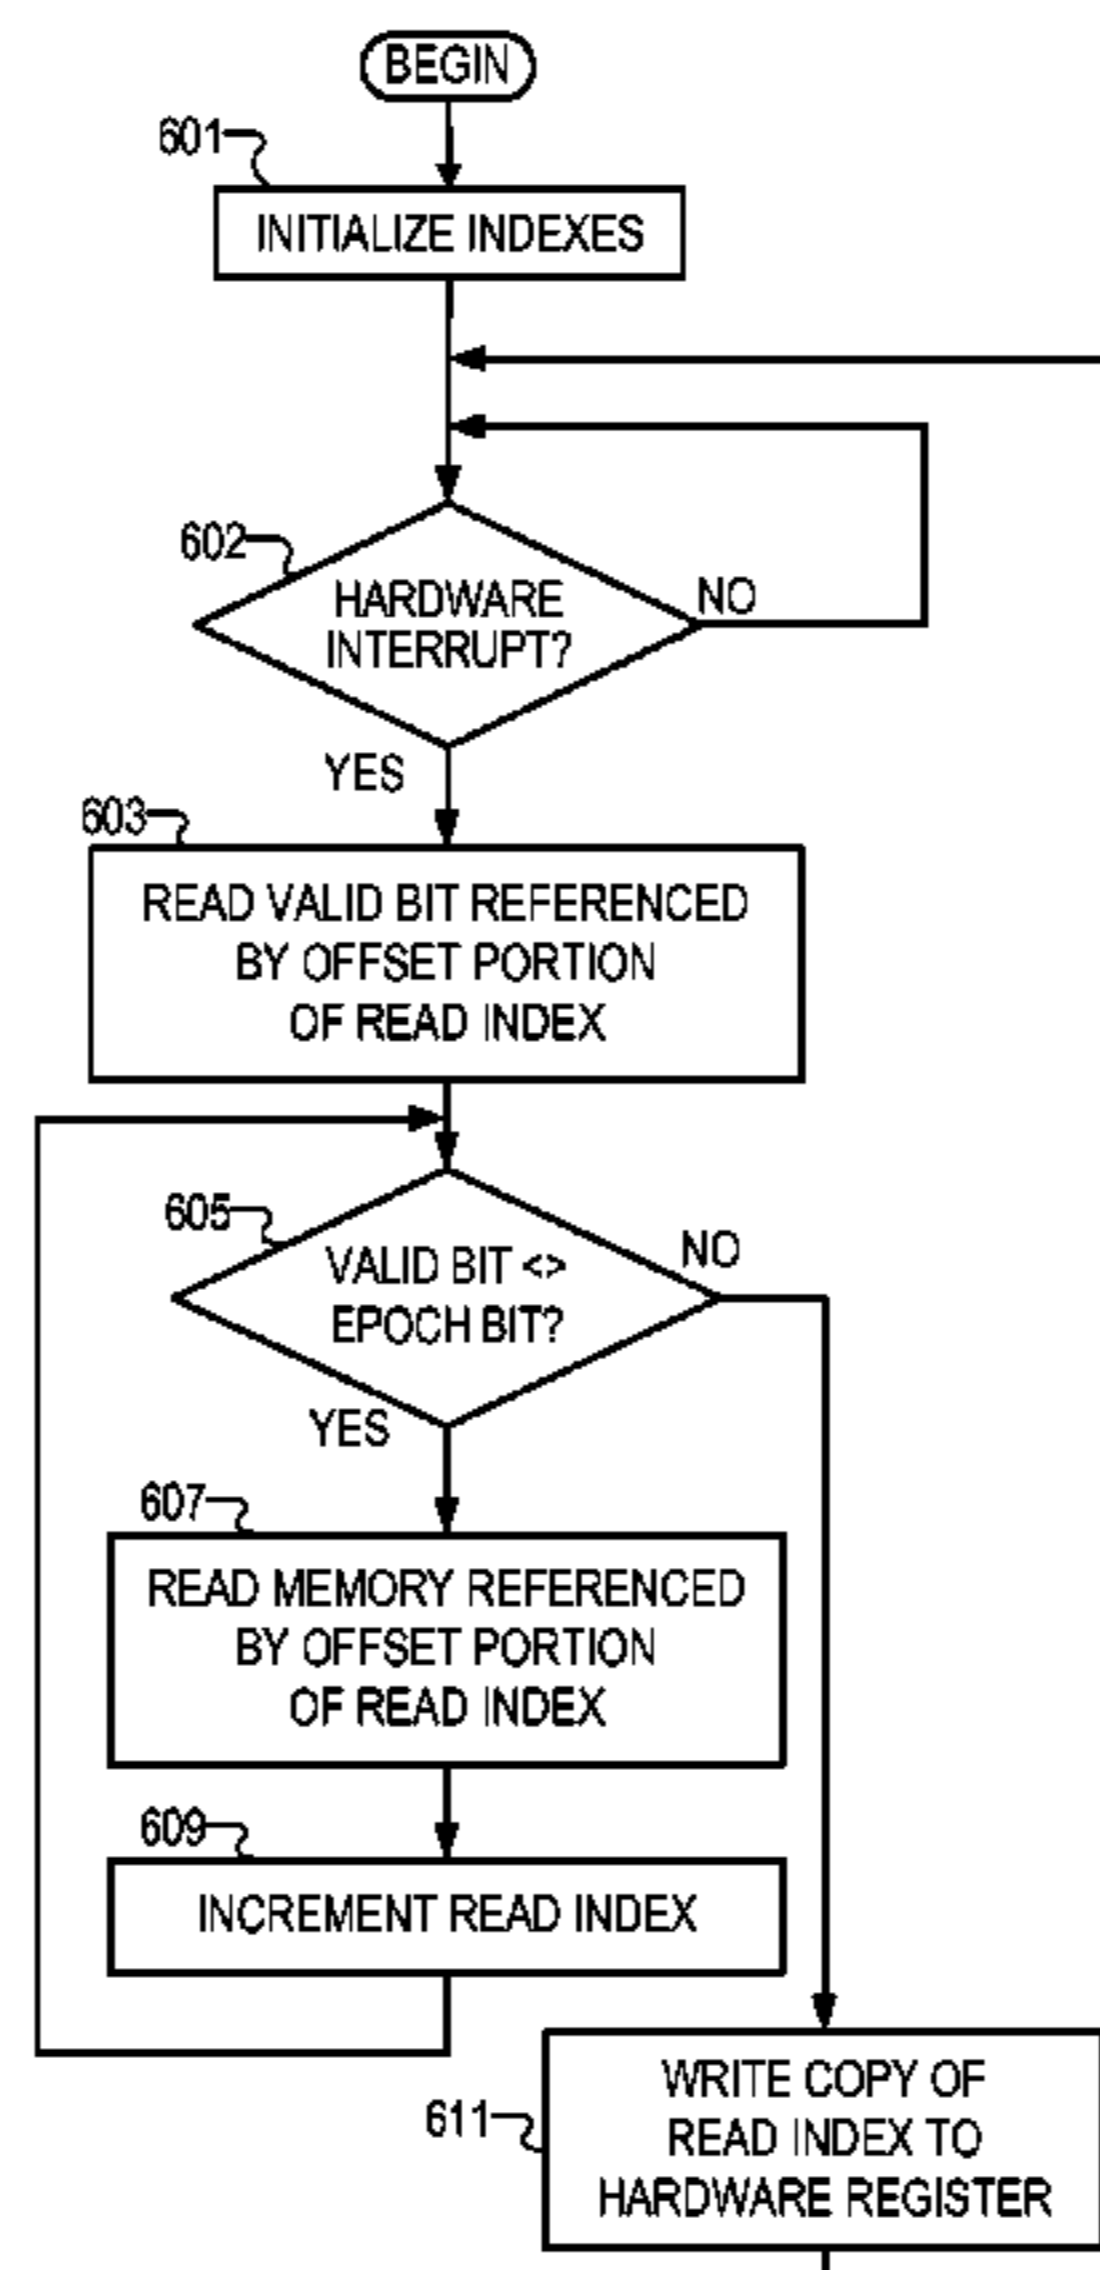 BEGIN
601
INITIALIZE INDEXES
602
HARDWARE
INTERRUPT?
NO
YES
603
READ VALID BIT REFERENCED
BY OFFSET PORTION
OF READ INDEX
605
VALID BIT <>
EPOCH BIT?
NO
YES
607
READ MEMORY REFERENCED
BY OFFSET PORTION
OF READ INDEX
609
INCREMENT READ INDEX
611
WRITE COPY OF
READ INDEX TO
HARDWARE REGISTER